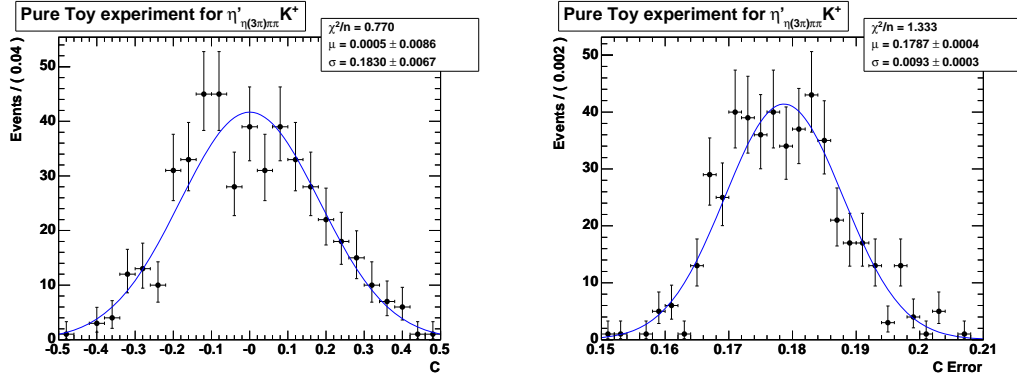 Pure Toy experiment for η'η(3π)ππ K+
χ²/n = 0.770
μ = 0.0005 ± 0.0086
σ = 0.1830 ± 0.0067
Events / ( 0.04 )
50
40
30
20
10
0
-0.5 -0.4 -0.3 -0.2 -0.1 -0 0.1 0.2 0.3 0.4 0.5
C
Pure Toy experiment for η'η(3π)ππ K+
χ²/n = 1.333
μ = 0.1787 ± 0.0004
σ = 0.0093 ± 0.0003
Events / ( 0.002 )
50
40
30
20
10
0
0.15 0.16 0.17 0.18 0.19 0.2 0.21
C Error